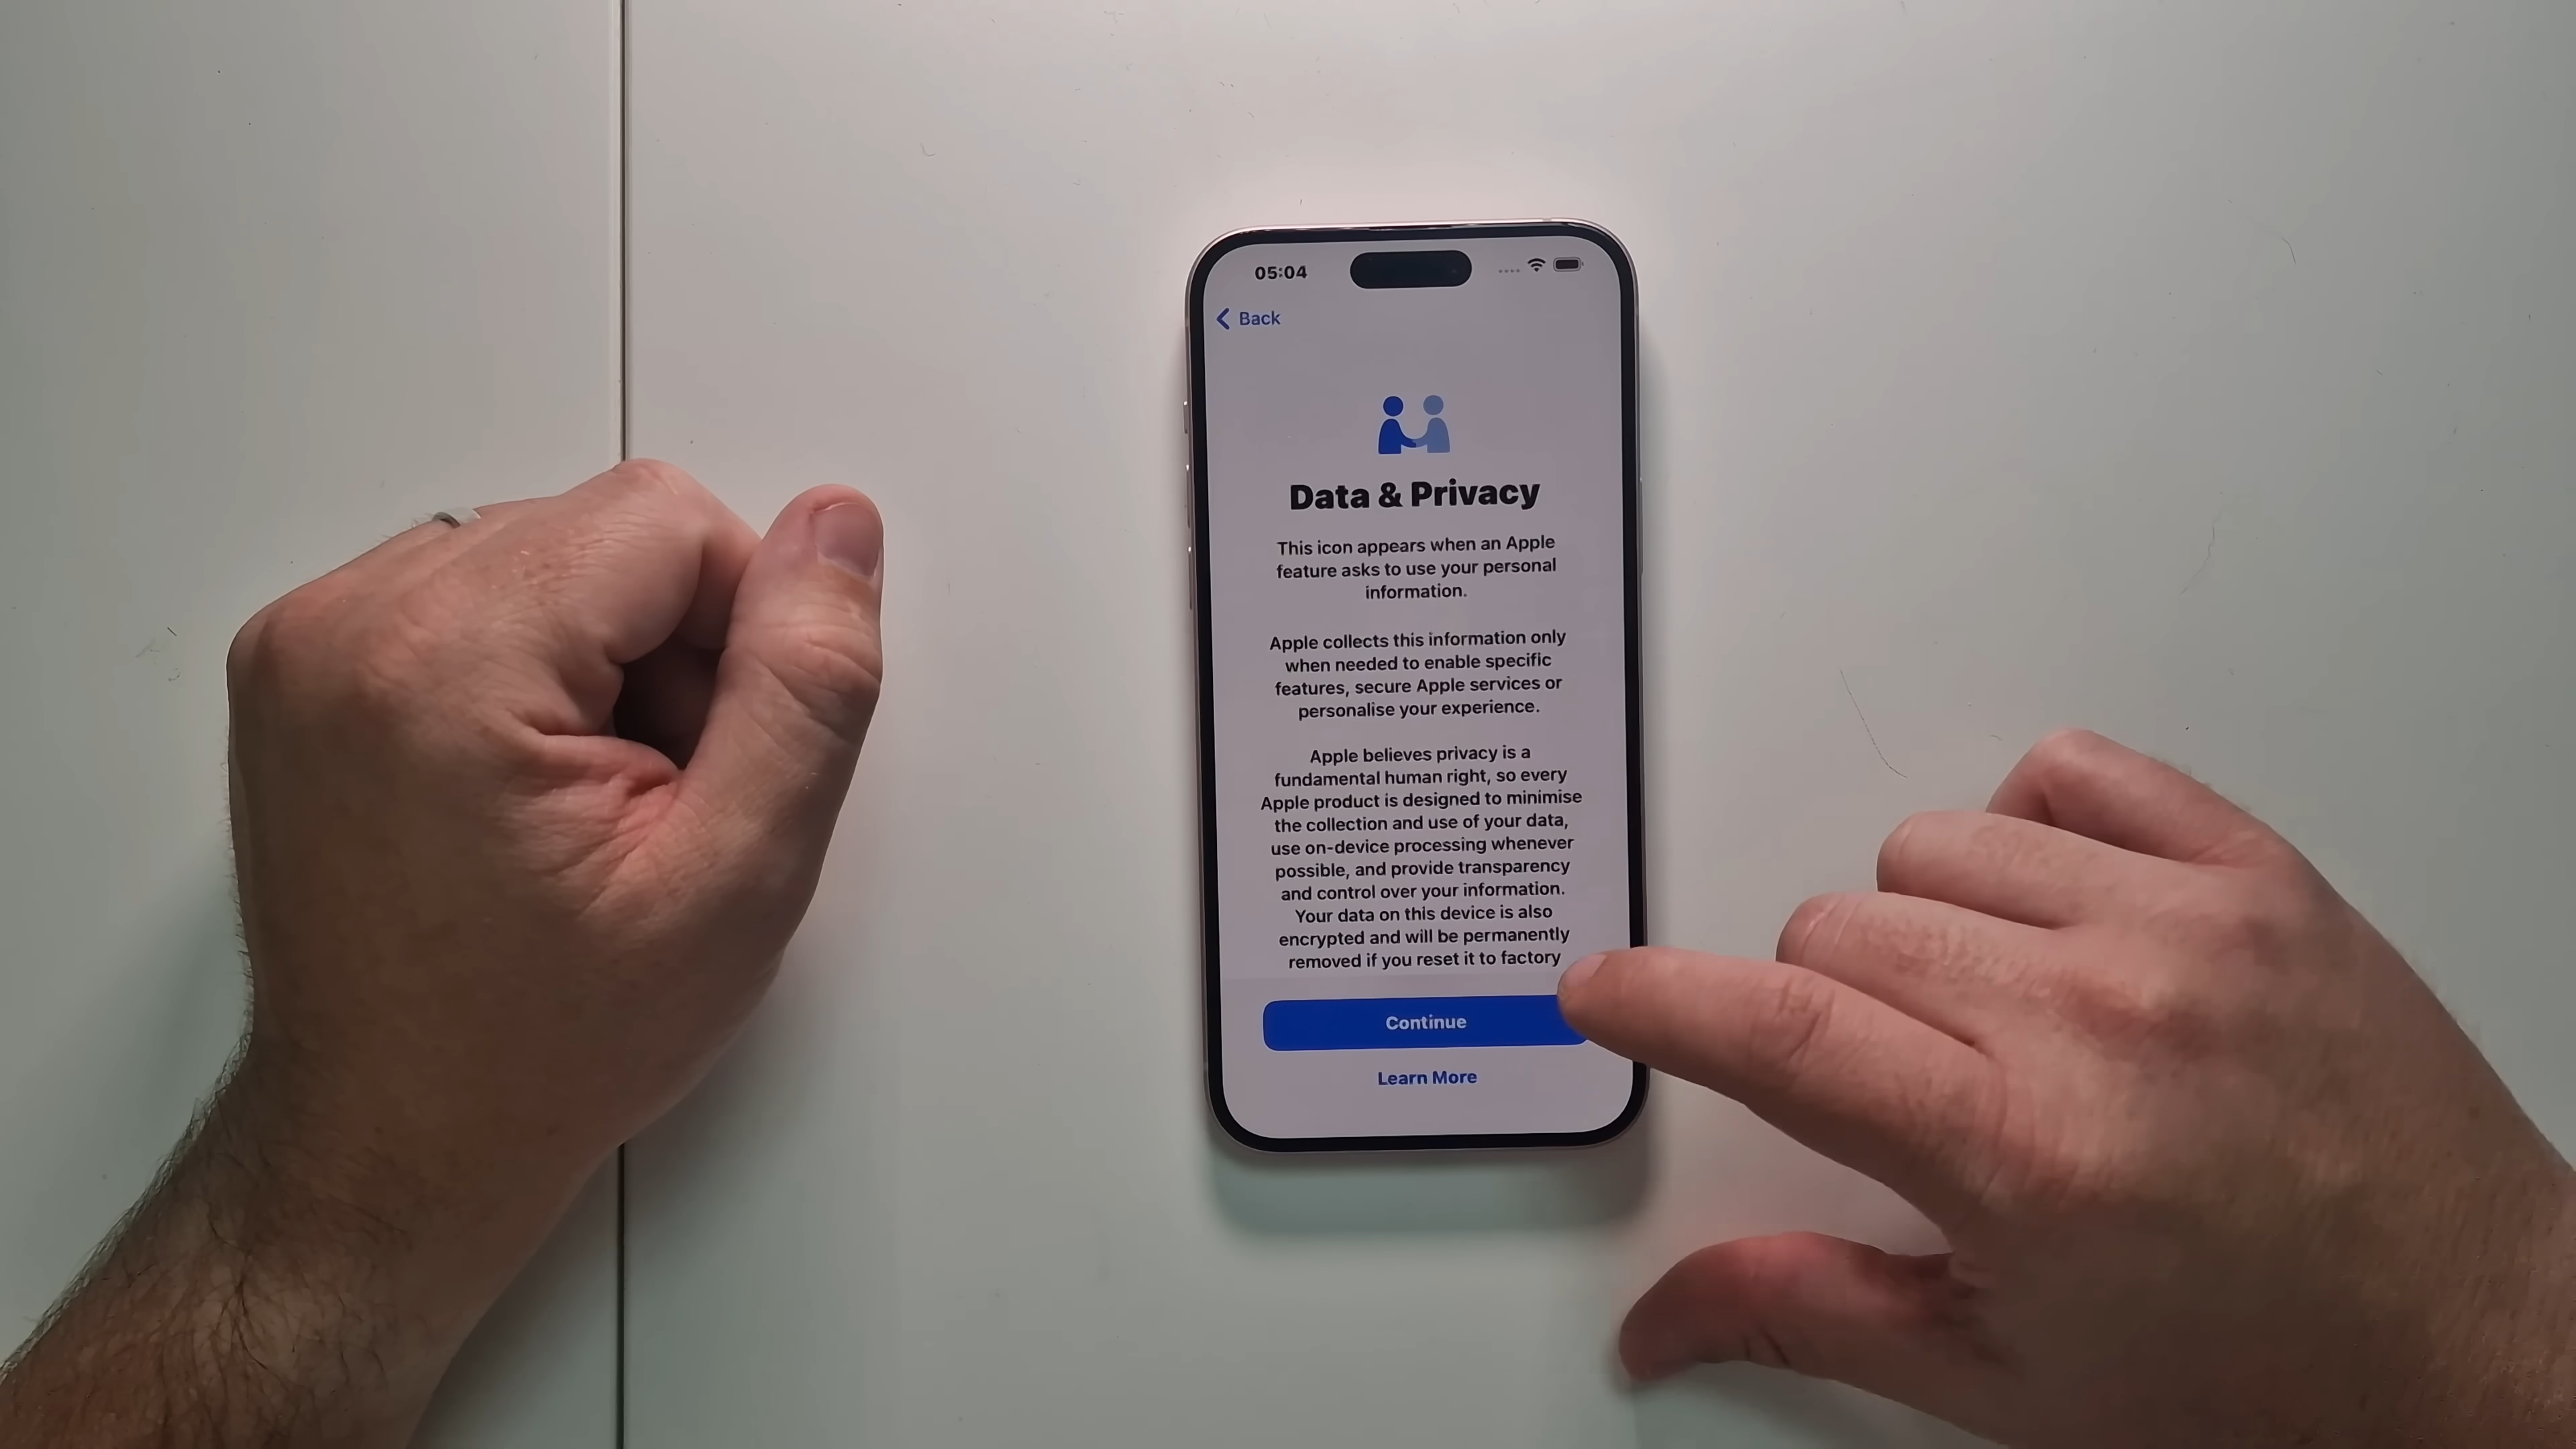 05:04
Back
Data & Privacy
This icon appears when an Apple
feature asks to use your personal
information.
Apple collects this information only
when needed to enable specific
features, secure Apple services or
personalise your experience.
Apple believes privacy is a
fundamental human right, so every
Apple product is designed to minimise
the collection and use of your data,
use on-device processing whenever
possible, and provide transparency
and control over your information.
Your data on this device is also
encrypted and will be permanently
removed if you reset it to factory
Continue
Learn More